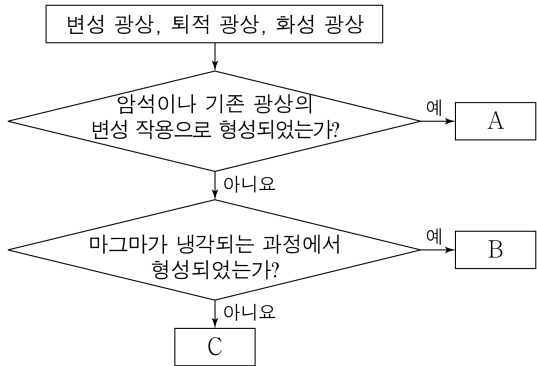 변성 광상, 퇴적 광상, 화성 광상
암석이나 기존 광상의
변성 작용으로 형성되었는가?
예
A
아니요
마그마가 냉각되는 과정에서
형성되었는가?
예
B
아니요
C